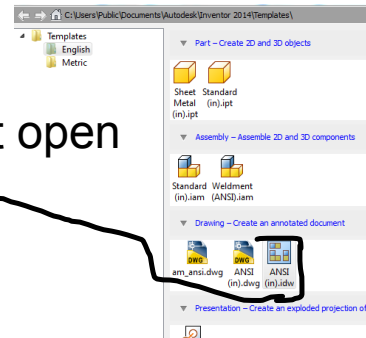 C:\Users\Public\Documents\Autodesk\Inventor 2014\Templates\
Templates
English
Metric
Part – Create 2D and 3D objects
Sheet Metal (in).ipt
Standard (in).ipt
open
Assembly – Assemble 2D and 3D components
Standard (in).iam
Weldment (ANSI).iam
Drawing – Create an annotated document
am_ansi.dwg
ANSI (in).dwg
ANSI (in).idw
Presentation – Create an exploded projection of